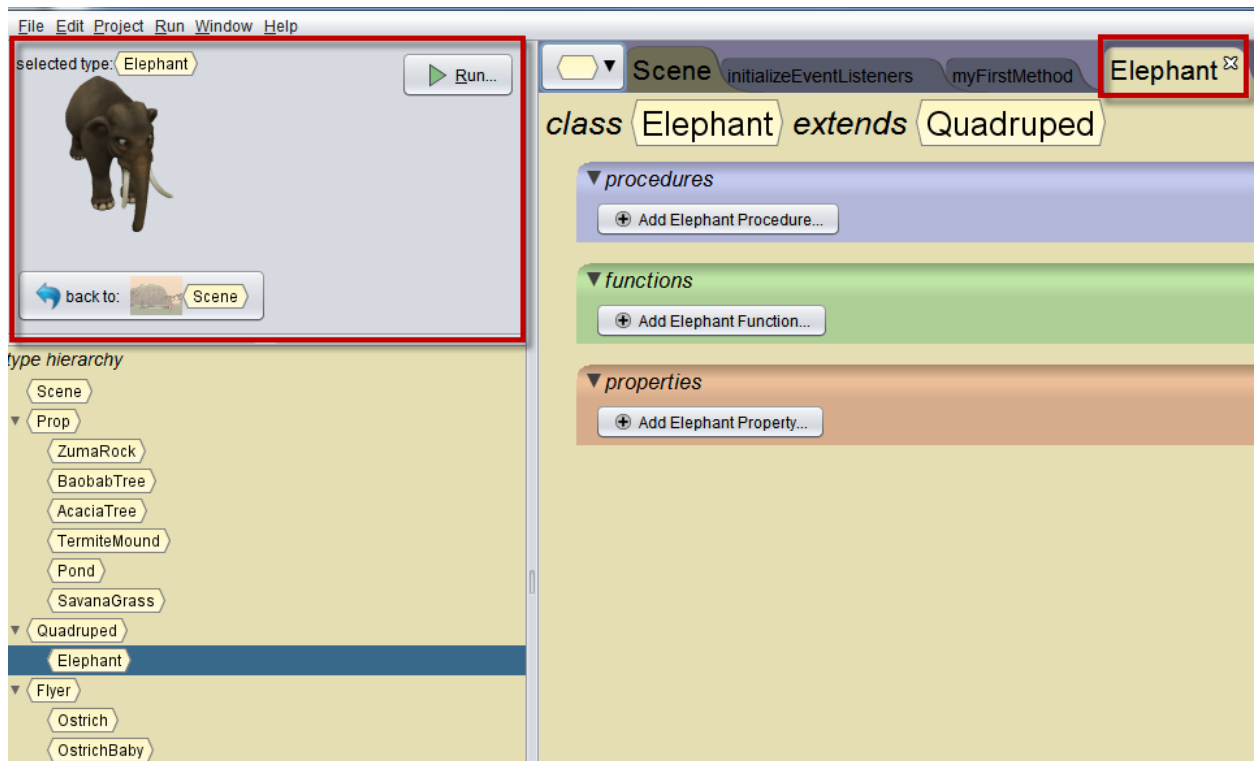 File Edit Project Run Window Help
selected type: Elephant
Run...
back to: Scene
type hierarchy
Scene
Prop
ZumaRock
BaobabTree
AcaciaTree
TermiteMound
Pond
SavanaGrass
Quadruped
Elephant
Flyer
Ostrich
OstrichBaby
Scene initializeEventListeners myFirstMethod Elephant
class Elephant extends Quadruped
procedures
Add Elephant Procedure...
functions
Add Elephant Function...
properties
Add Elephant Property...